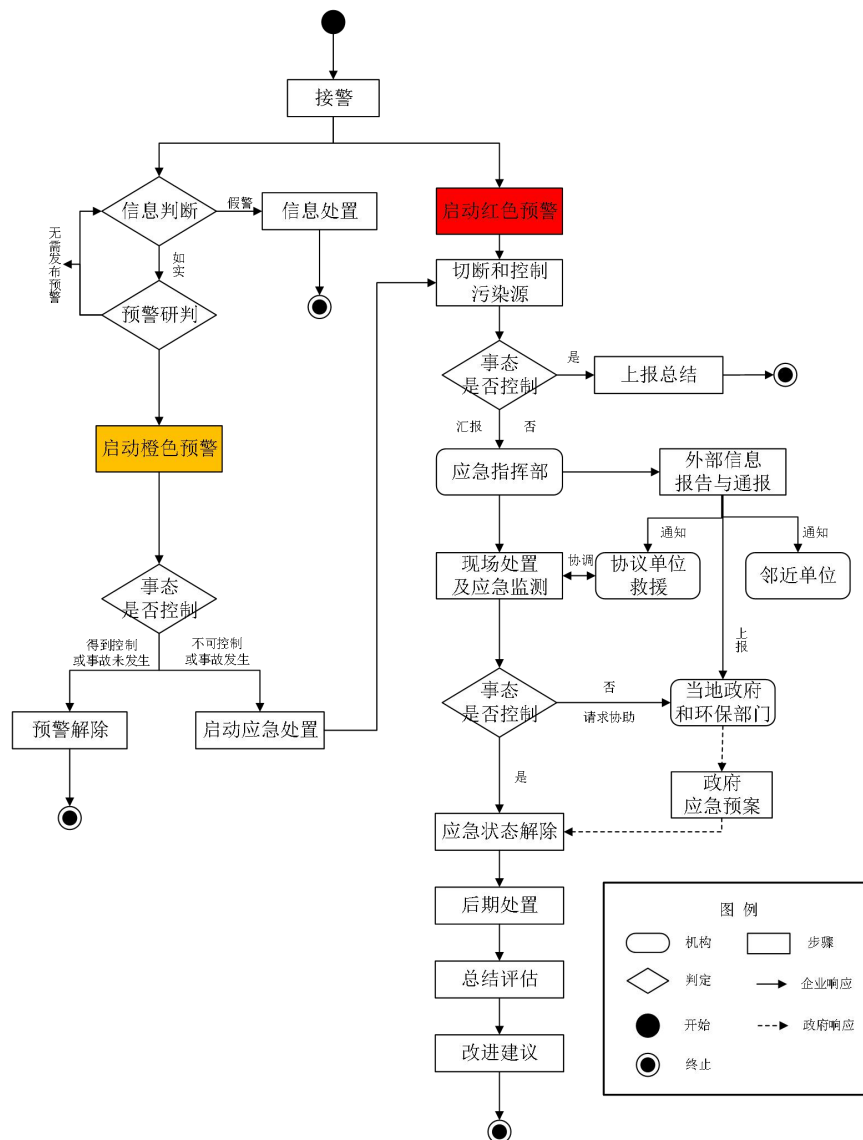 接警
信息判断
假警
信息处置
无需发布预警
如实
预警研判
启动橙色预警
事态
是否控制
得到控制
或事故未发生
不可控制
或事故发生
预警解除
启动应急处置
启动红色预警
切断和控制
污染源
事态
是否控制
是
上报总结
汇报
否
应急指挥部
外部信息
报告与通报
通知
通知
现场处置
及应急监测
协调
协议单位
救援
邻近单位
上报
事态
是否控制
否
请求协助
当地政府
和环保部门
是
政府
应急预案
应急状态解除
后期处置
总结评估
改进建议
图 例
机构
步骤
判定
企业响应
开始
政府响应
终止